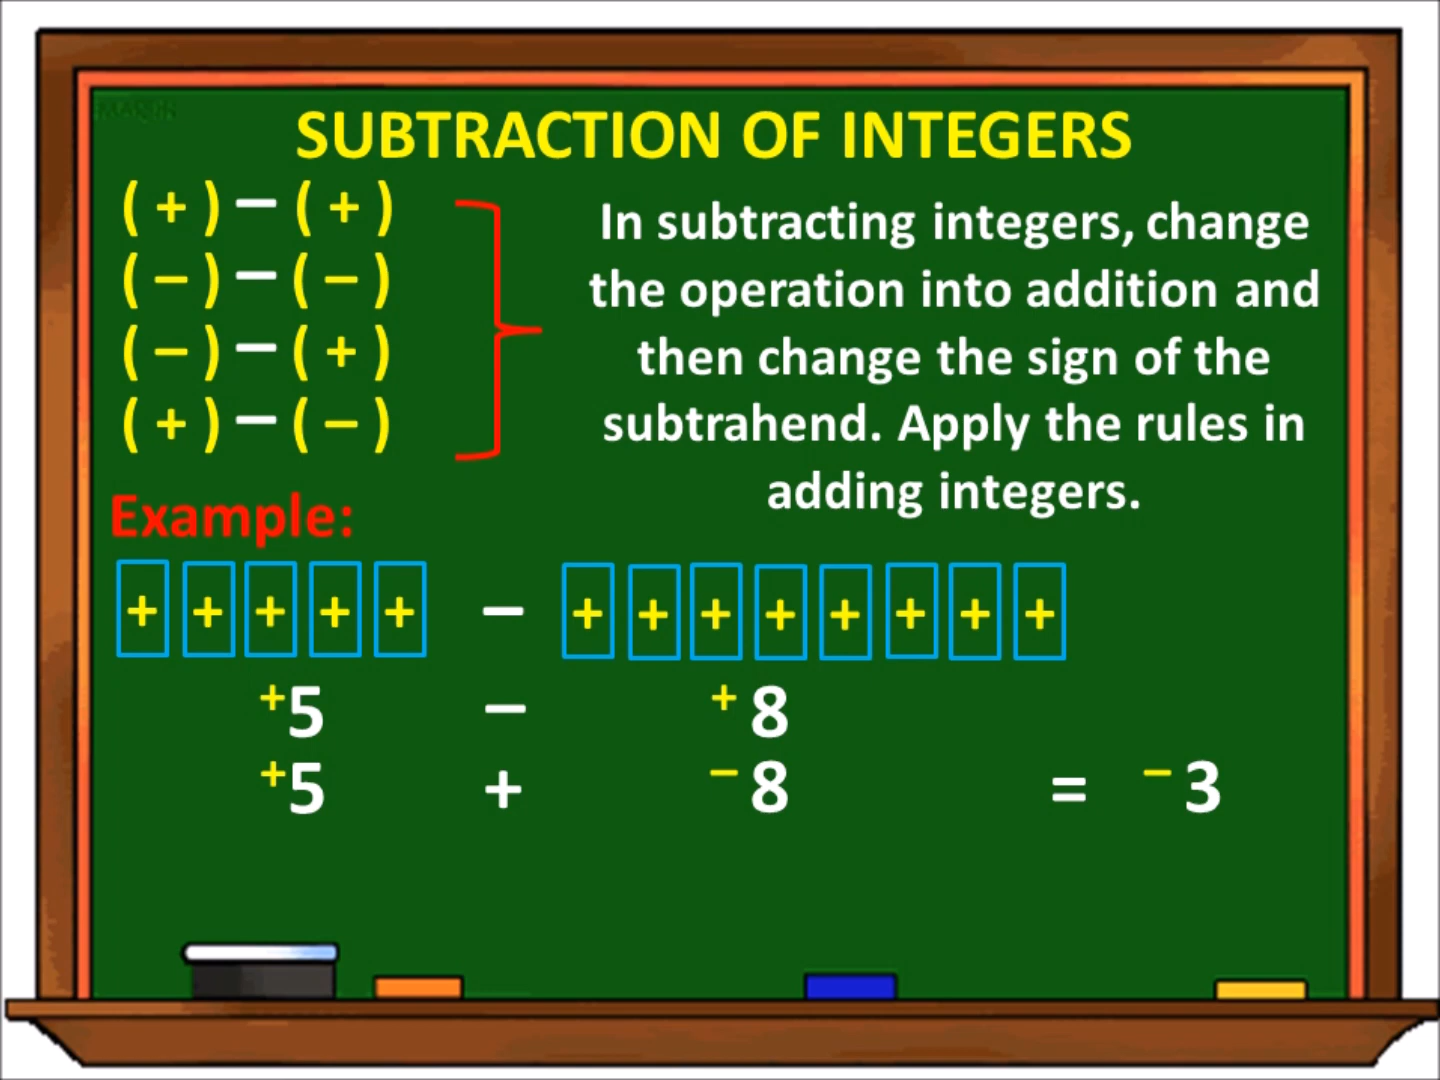 SUBTRACTION OF INTEGERS
( + ) – ( + )
( – ) – ( – )
( – ) – ( + )
( + ) – ( – )
In subtracting integers, change
the operation into addition and
then change the sign of the
subtrahend. Apply the rules in
adding integers.
Example:
+ + + + + – + + + + + + + +
+5 – + 8
+5 + – 8 = – 3